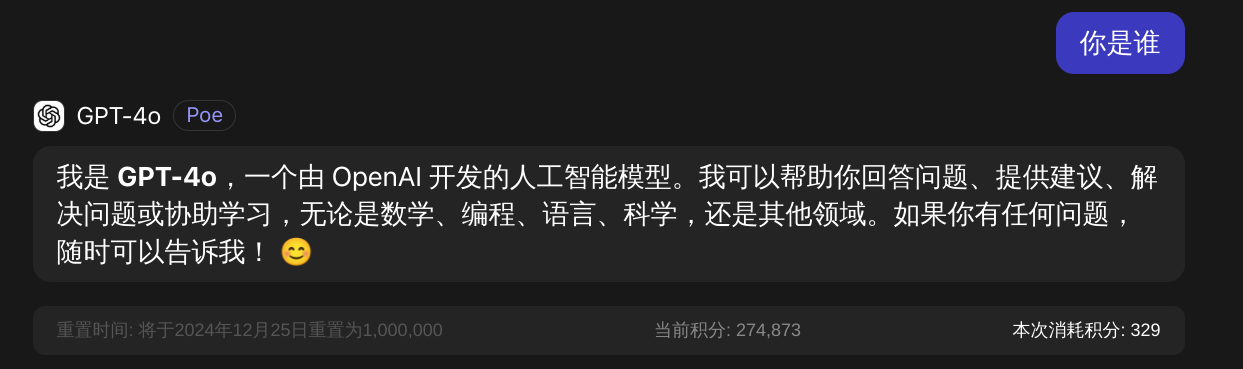 你是谁
GPT-4o Poe
我是 GPT-4o，一个由 OpenAI 开发的人工智能模型。我可以帮助你回答问题、提供建议、解
决问题或协助学习，无论是数学、编程、语言、科学，还是其他领域。如果你有任何问题，
随时可以告诉我！ 😊
重置时间: 将于2024年12月25日重置为1,000,000 当前积分: 274,873 本次消耗积分: 329